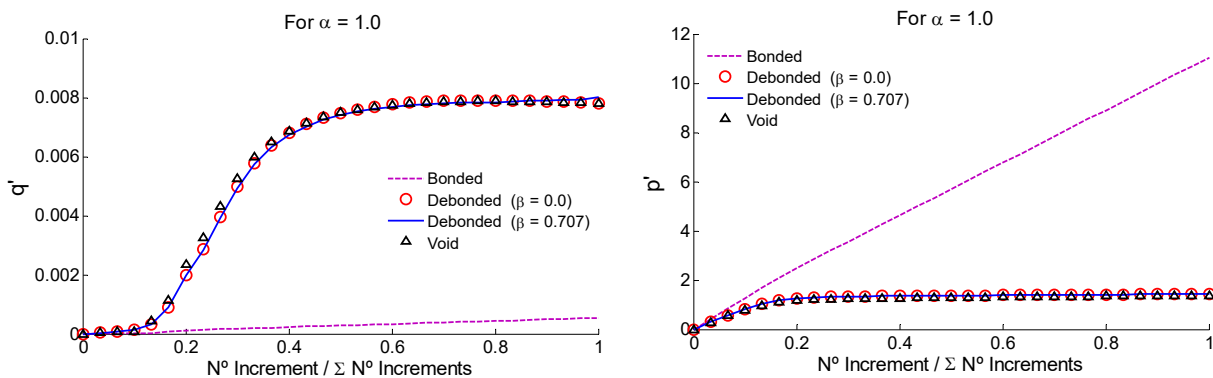 For α = 1.0
q'
0.01
0.008
0.006
0.004
0.002
0
Bonded
Debonded (β = 0.0)
Debonded (β = 0.707)
Void
0 0.2 0.4 0.6 0.8 1
Nº Increment / Σ Nº Increments
For α = 1.0
p'
12
10
8
6
4
2
0
Bonded
Debonded (β = 0.0)
Debonded (β = 0.707)
Void
0 0.2 0.4 0.6 0.8 1
Nº Increment / Σ Nº Increments